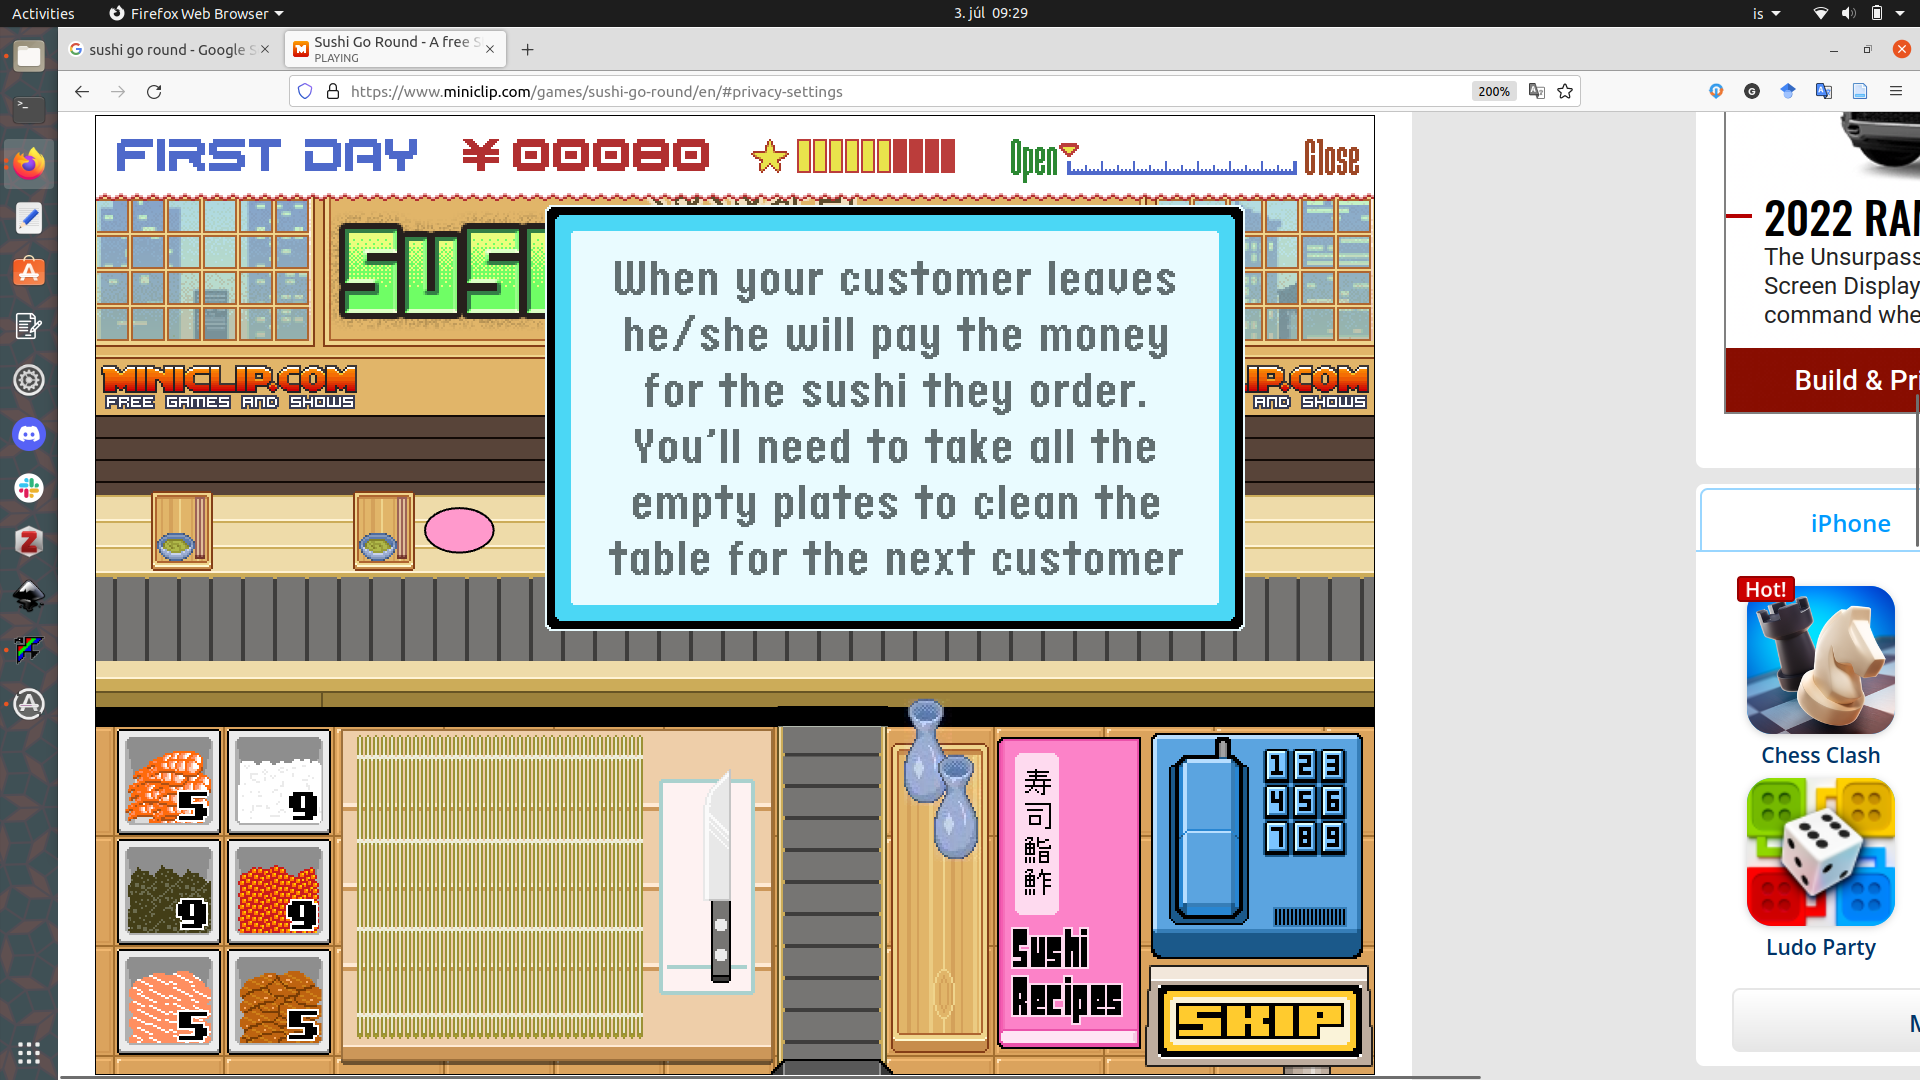 Activities
Firefox Web Browser
3. júl 09:29
is
sushi go round - Google S
Sushi Go Round - A free S
PLAYING
https://www.miniclip.com/games/sushi-go-round/en/#privacy-settings
200%
FIRST DAY
¥ 00080
Open
Close
SUS
MINICLIP.COM
FREE GAMES AND SHOWS
IP.COM
AND SHOWS
When your customer leaves
he/she will pay the money
for the sushi they order.
You'll need to take all the
empty plates to clean the
table for the next customer
5
9
9
9
5
5
寿
司
鮨
鮓
Sushi
Recipes
1 2 3
4 5 6
7 8 9
SKIP
2022 RA
The Unsurpass
Screen Display
command whe
Build & Pri
iPhone
Hot!
Chess Clash
Ludo Party